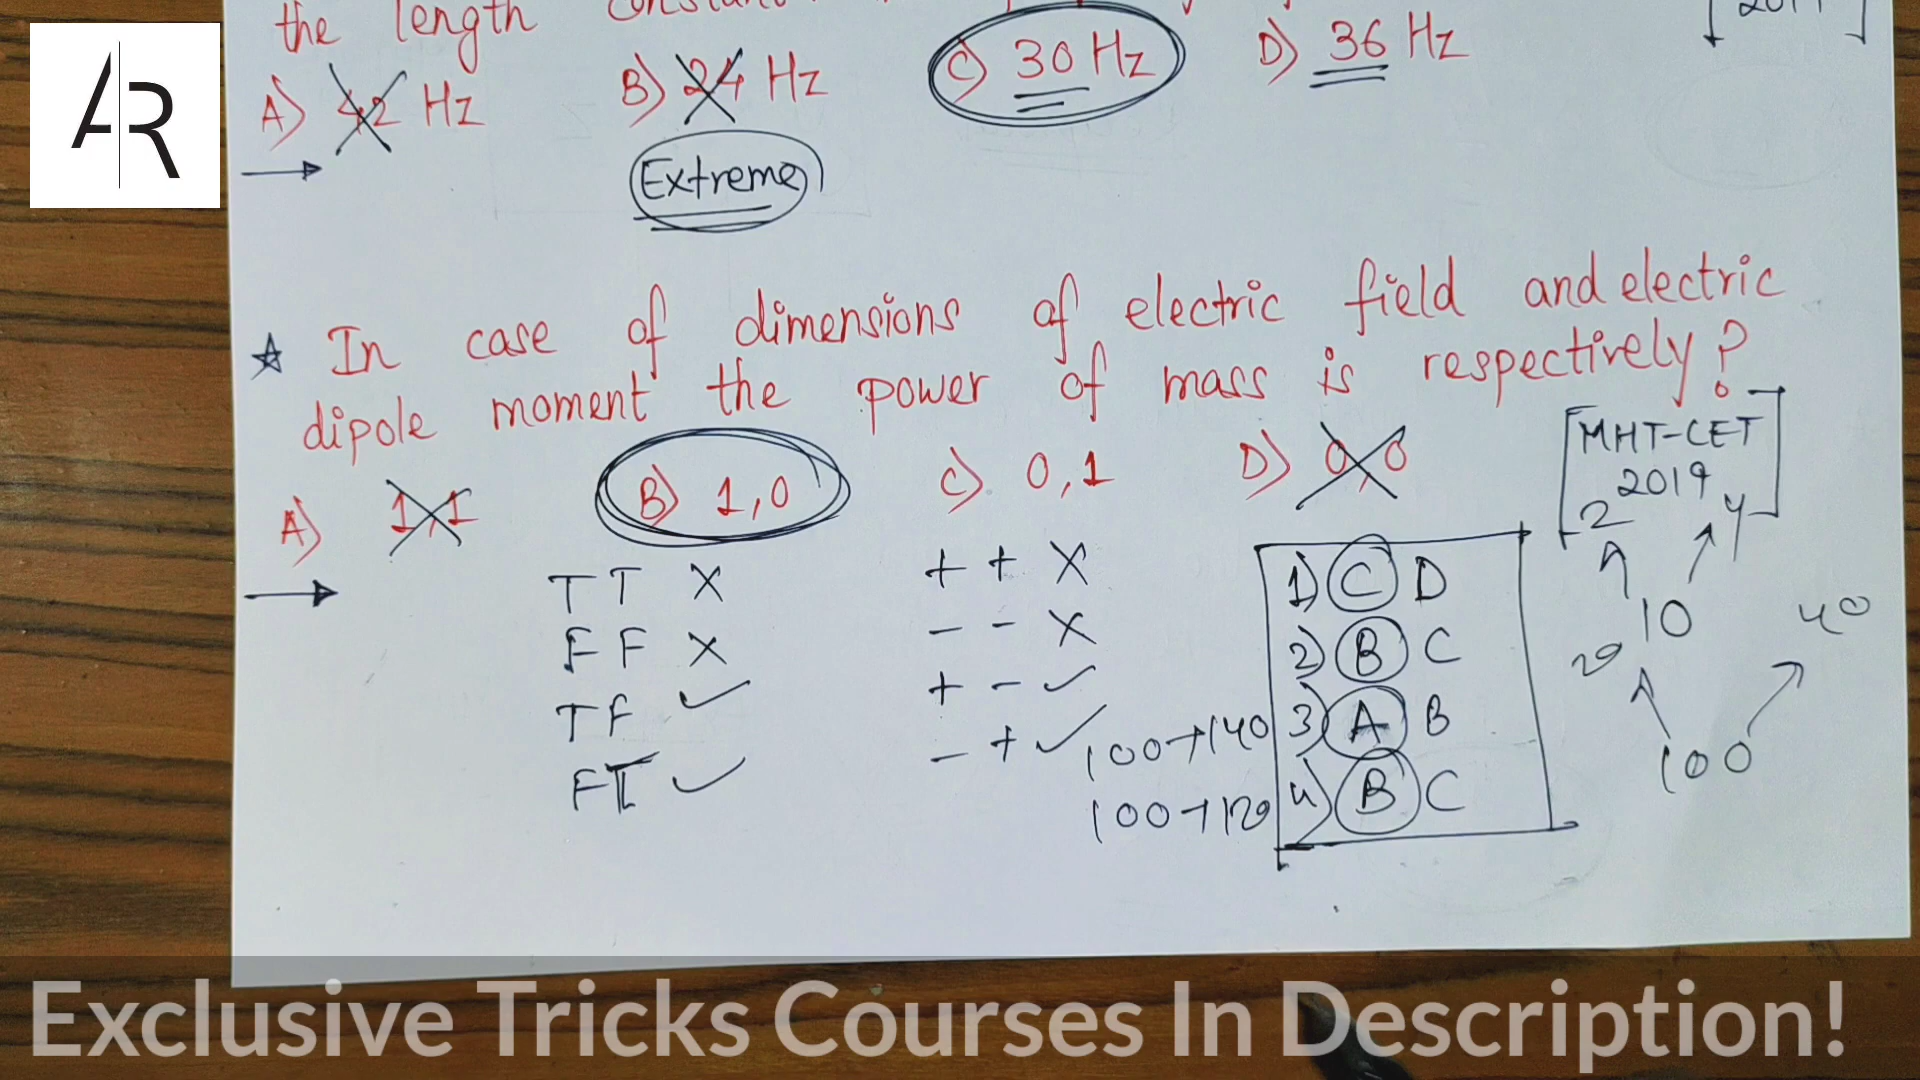 the length constant
A) 42 Hz B) 24 Hz C) 30 Hz D) 36 Hz
AR
Extreme
☆ In case of dimensions of electric field and electric
dipole moment the power of mass is respectively?
[MHT-CET
2019]
A) 1,1 B) 1,0 C) 0,1 D) 0,0
T T X
F F X
T F ✓
F T ✓
+ + X
- - X
+ - ✓
- + ✓
100→140
100→120
1) C D
2) B C
3) A B
4) B C
2 4
10
20 40
100
Exclusive Tricks Courses In Description!